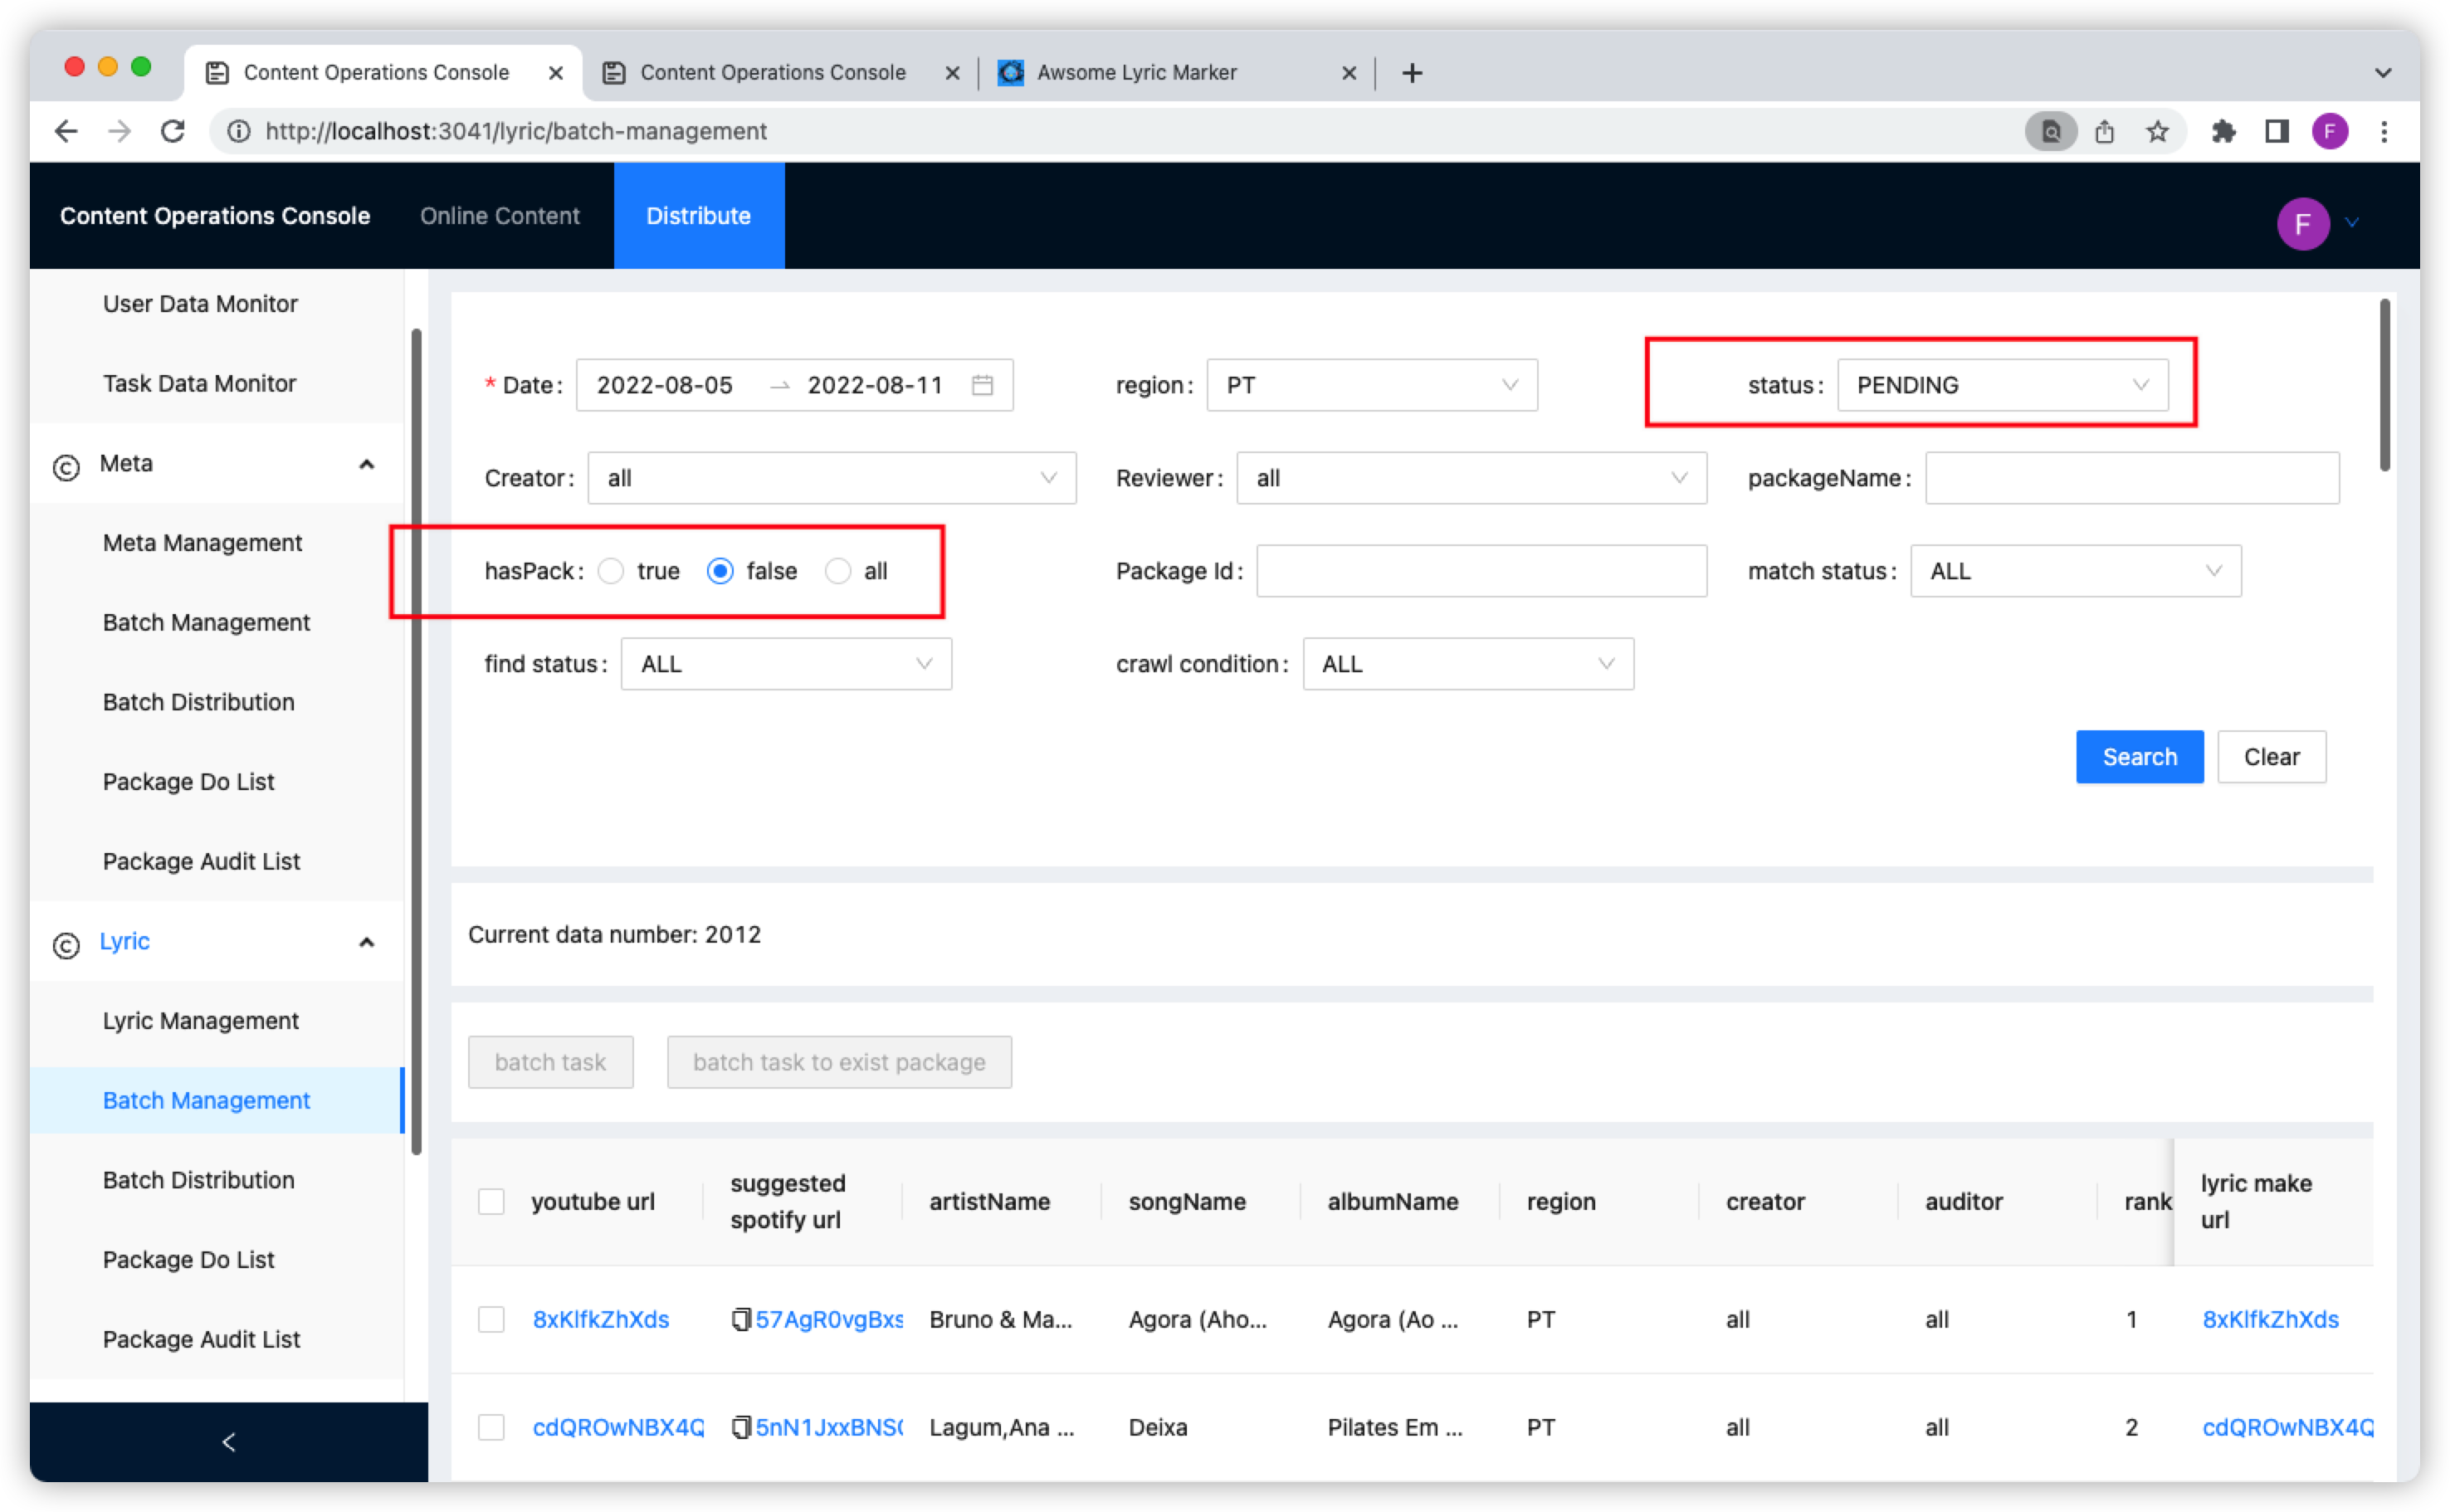 Content Operations Console
Content Operations Console
Awsome Lyric Marker
http://localhost:3041/lyric/batch-management
F
Content Operations Console
Online Content
Distribute
F
User Data Monitor
Task Data Monitor
Meta
Meta Management
Batch Management
Batch Distribution
Package Do List
Package Audit List
Lyric
Lyric Management
Batch Management
Batch Distribution
Package Do List
Package Audit List
* Date: 2022-08-05 → 2022-08-11 region: PT status: PENDING
Creator: all Reviewer: all packageName:
hasPack: true false all Package Id: match status: ALL
find status: ALL crawl condition: ALL
Search Clear
Current data number: 2012
batch task batch task to exist package
youtube url suggested spotify url artistName songName albumName region creator auditor rank lyric make url
8xKlfkZhXds 57AgR0vgBxs Bruno & Ma... Agora (Aho... Agora (Ao ... PT all all 1 8xKlfkZhXds
cdQROwNBX4Q 5nN1JxxBNS Lagum,Ana ... Deixa Pilates Em ... PT all all 2 cdQROwNBX4Q